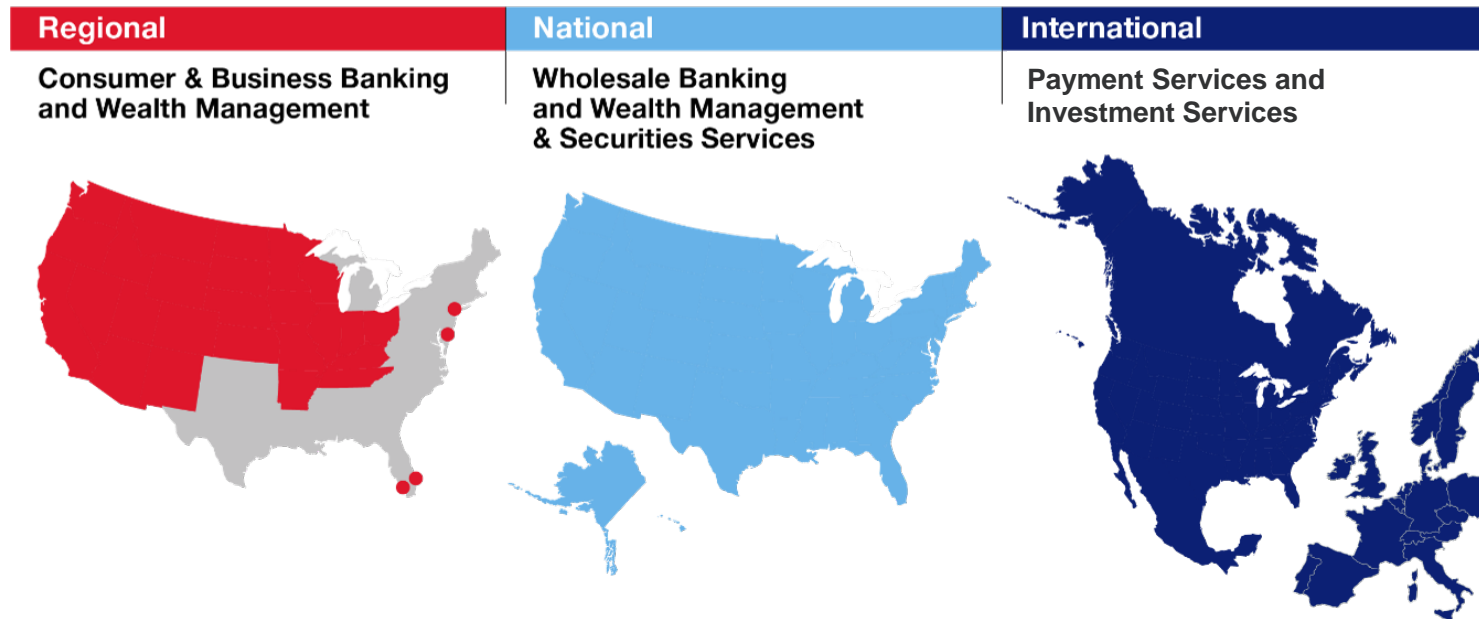 Regional
Consumer & Business Banking
and Wealth Management
National
Wholesale Banking
and Wealth Management
& Securities Services
International
Payment Services and
Investment Services